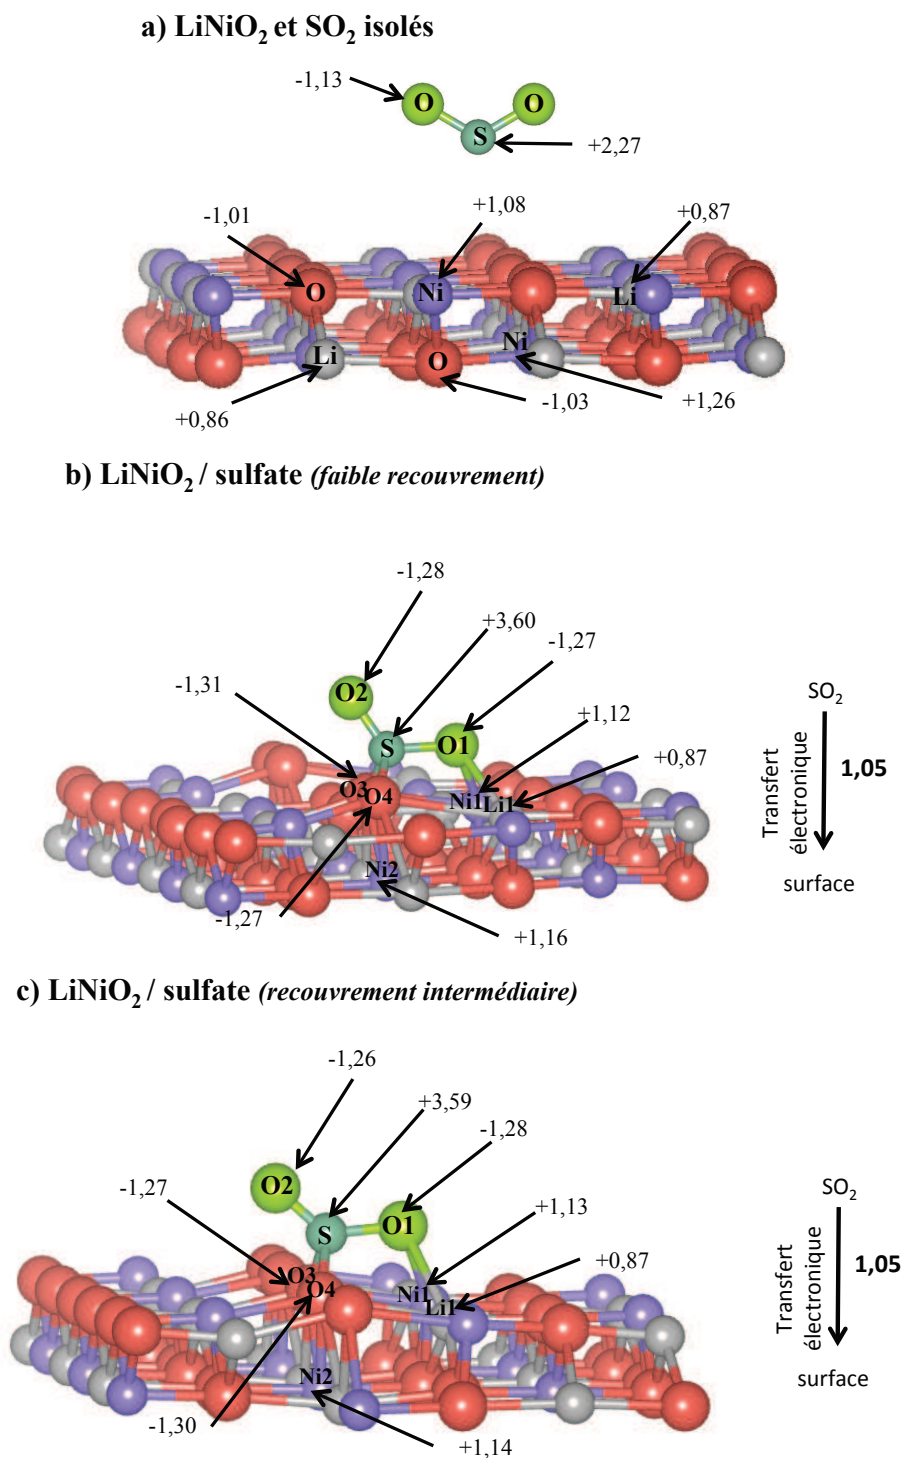 a) LiNiO2 et SO2 isolés
-1,13
O
O
S
+2,27
-1,01
+1,08
+0,87
O
Ni
Li
Li
O
Ni
+0,86
-1,03
+1,26
b) LiNiO2 / sulfate (faible recouvrement)
-1,28
+3,60
-1,27
-1,31
O2
SO2
+1,12
S
O1
+0,87
Transfert
électronique
1,05
O3
O4
Ni1
Li1
Ni2
surface
-1,27
+1,16
c) LiNiO2 / sulfate (recouvrement intermédiaire)
-1,26
+3,59
-1,28
-1,27
O2
SO2
+1,13
S
O1
+0,87
Transfert
électronique
1,05
O3
O4
Ni1
Li1
Ni2
surface
-1,30
+1,14